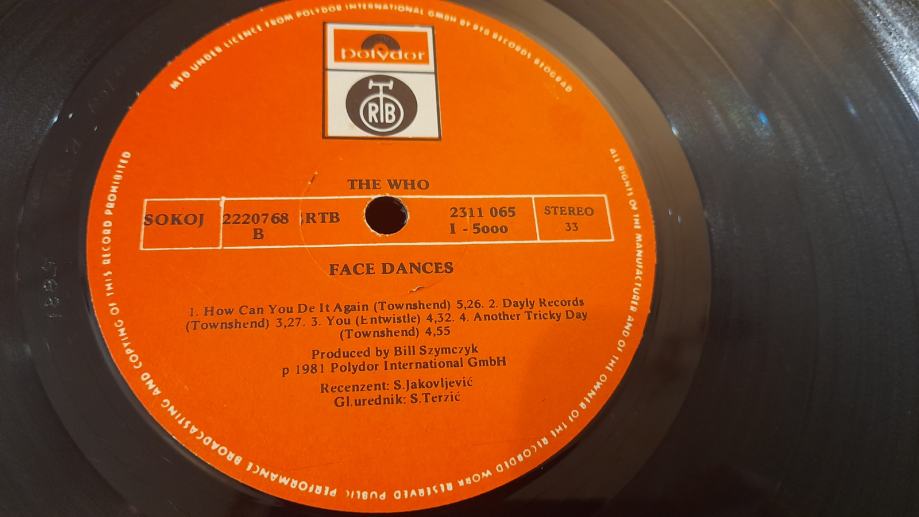 MFD UNDER LICENCE FROM POLYDOR INTERNATIONAL GMBH BY RTB RECORDS BEOGRAD
polydor
RTB
THE WHO
SOKOJ
2220768 RTB
B
2311 065
I - 5000
STEREO
33
FACE DANCES
1. How Can You De It Again (Townshend) 5,26. 2. Dayly Records
(Townshend) 3,27. 3. You (Entwistle) 4,32. 4. Another Tricky Day
(Townshend) 4,55
Produced by Bill Szymczyk
p 1981 Polydor International GmbH
Recenzent: S.Jakovljević
Gl.urednik: S.Terzić
ALL RIGHTS OF THE MANUFACTURER AND OF THE OWNER OF THE RECORDED WORK RESERVED PUBLIC PERFORMANCE BROADCASTING AND COPYING OF THIS RECORD PROHIBITED